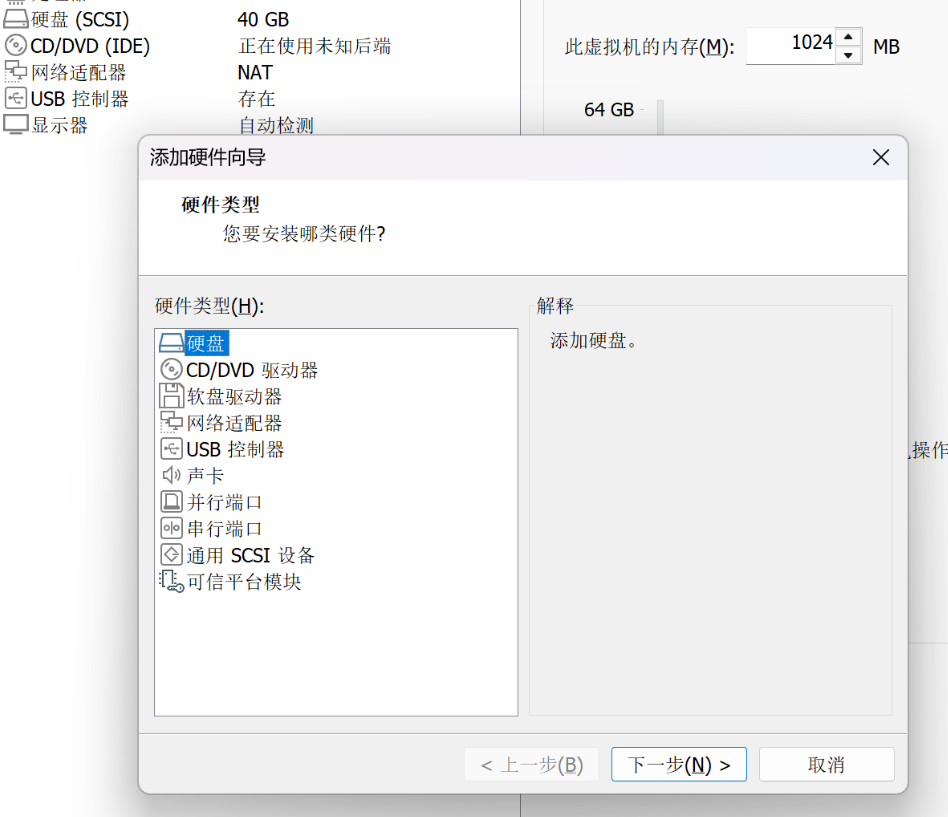 硬盘 (SCSI) 40 GB
CD/DVD (IDE) 正在使用未知后端
网络适配器 NAT
USB 控制器 存在
显示器 自动检测
此虚拟机的内存(M): 1024 MB
64 GB
添加硬件向导
硬件类型
您要安装哪类硬件?
硬件类型(H):
硬盘
CD/DVD 驱动器
软盘驱动器
网络适配器
USB 控制器
声卡
并行端口
串行端口
通用 SCSI 设备
可信平台模块
解释
添加硬盘。
操作
< 上一步(B)
下一步(N) >
取消